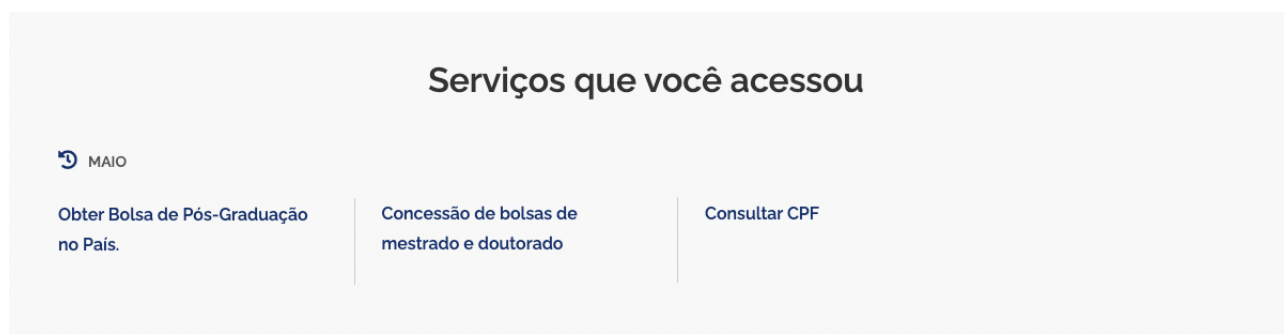 Serviços que você acessou
MAIO
Obter Bolsa de Pós-Graduação
no País.
Concessão de bolsas de
mestrado e doutorado
Consultar CPF